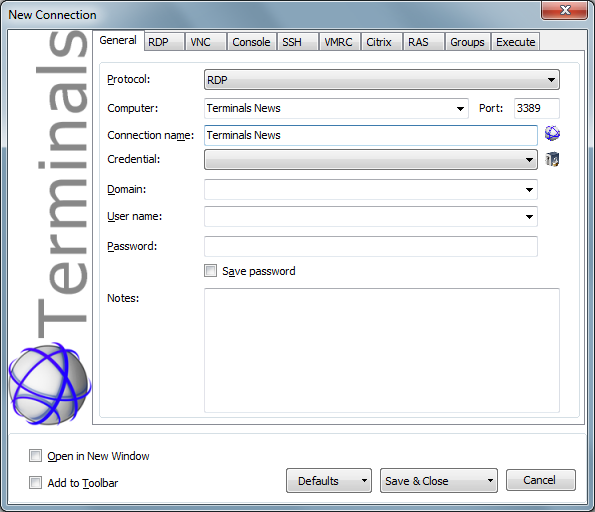 New Connection
General RDP VNC Console SSH VMRC Citrix RAS Groups Execute
Terminals
Protocol: RDP
Computer: Terminals News Port: 3389
Connection name: Terminals News
Credential:
Domain:
User name:
Password:
Save password
Notes:
Open in New Window
Add to Toolbar
Defaults Save & Close Cancel